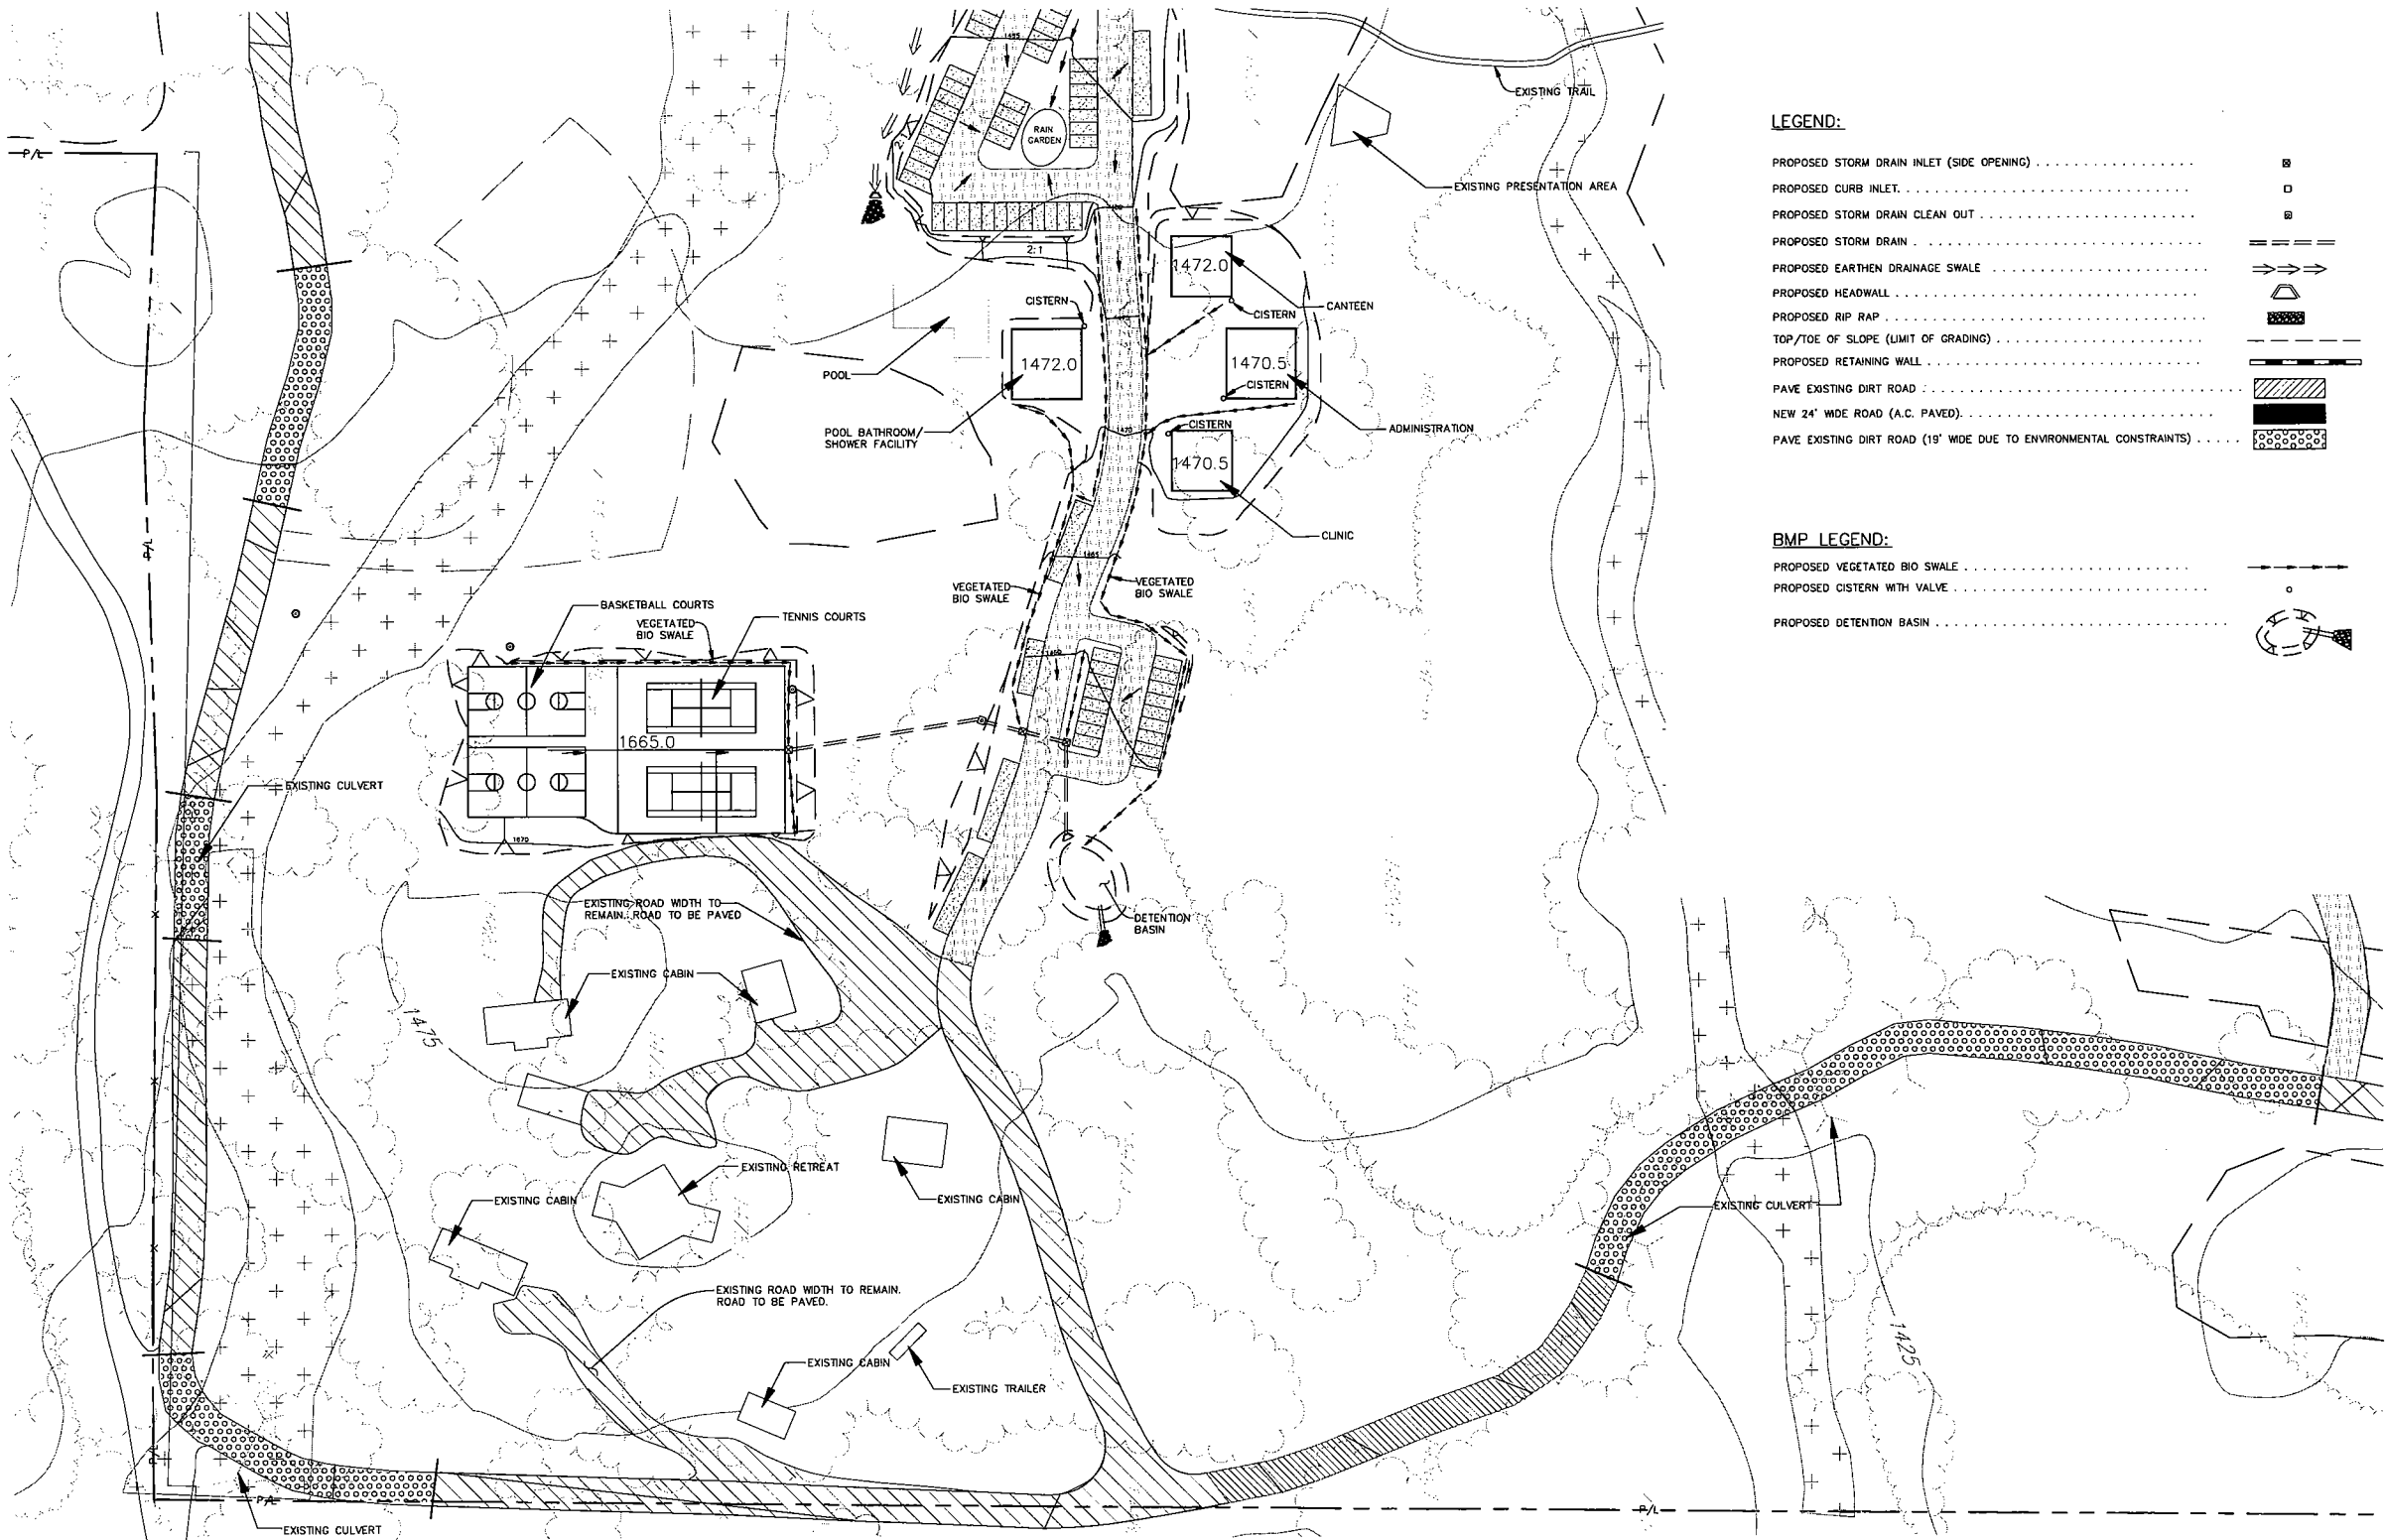 1485
EXISTING TRAIL
RAIN
GARDEN
2:1
P/L
EXISTING PRESENTATION AREA
2:1
1472.0
CISTERN
CISTERN
CANTEEN
1472.0
1470.5
POOL
CISTERN
POOL BATHROOM/
SHOWER FACILITY
CISTERN
1470
ADMINISTRATION
1470.5
CLINIC
P/L
1465
VEGETATED
BIO SWALE
VEGETATED
BIO SWALE
BASKETBALL COURTS
TENNIS COURTS
VEGETATED
BIO SWALE
1460
1665.0
EXISTING CULVERT
1670
EXISTING ROAD WIDTH TO
REMAIN. ROAD TO BE PAVED
DETENTION
BASIN
EXISTING CABIN
1475
EXISTING RETREAT
EXISTING CABIN
EXISTING CABIN
EXISTING CULVERT
EXISTING ROAD WIDTH TO REMAIN.
ROAD TO BE PAVED.
1425
EXISTING CABIN
EXISTING TRAILER
P/L
P/L
P/L
EXISTING CULVERT
LEGEND:
PROPOSED STORM DRAIN INLET (SIDE OPENING)
PROPOSED CURB INLET.
PROPOSED STORM DRAIN CLEAN OUT
PROPOSED STORM DRAIN
PROPOSED EARTHEN DRAINAGE SWALE
PROPOSED HEADWALL
PROPOSED RIP RAP
TOP/TOE OF SLOPE (LIMIT OF GRADING)
PROPOSED RETAINING WALL
PAVE EXISTING DIRT ROAD
NEW 24' WIDE ROAD (A.C. PAVED)
PAVE EXISTING DIRT ROAD (19' WIDE DUE TO ENVIRONMENTAL CONSTRAINTS)
BMP LEGEND:
PROPOSED VEGETATED BIO SWALE
PROPOSED CISTERN WITH VALVE
PROPOSED DETENTION BASIN